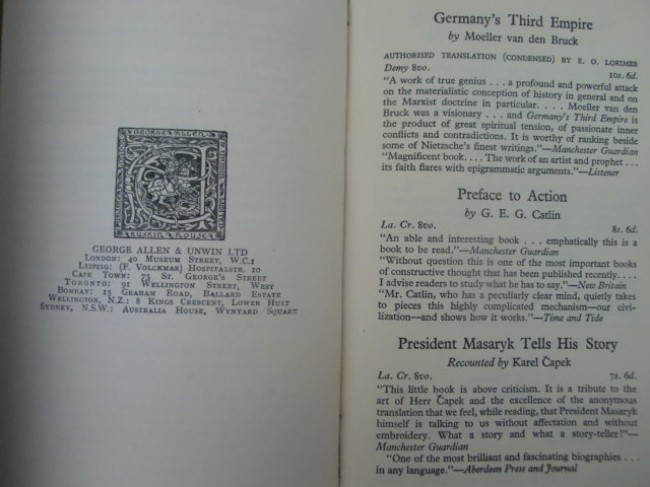 GEORGE ALLEN
RUSKIN HOUSE
GEORGE ALLEN & UNWIN LTD
LONDON: 40 MUSEUM STREET, W.C.1
LEIPZIG: (F. VOLCKMAR) HOSPITALSTR. 10
CAPE TOWN: 73 ST. GEORGE'S STREET
TORONTO: 91 WELLINGTON STREET, WEST
BOMBAY: 15 GRAHAM ROAD, BALLARD ESTATE
WELLINGTON, N.Z.: 8 KINGS CRESCENT, LOWER HUTT
SYDNEY, N.S.W.: AUSTRALIA HOUSE, WYNYARD SQUARE
Germany's Third Empire
by Moeller van den Bruck
AUTHORISED TRANSLATION (CONDENSED) BY E. O. LORIMER
Demy 8vo. 10s. 6d.
"A work of true genius . . . a profound and powerful attack
on the materialistic conception of history in general and on
the Marxist doctrine in particular. . . . Moeller van den
Bruck was a visionary . . . and Germany's Third Empire is
the product of great spiritual tension, of passionate inner
conflicts and contradictions. It is worthy of ranking beside
some of Nietzsche's finest writings."—Manchester Guardian
"Magnificent book. . . . The work of an artist and prophet . . .
its faith flares with epigrammatic arguments."—Listener
Preface to Action
by G. E. G. Catlin
La. Cr. 8vo. 8s. 6d.
"An able and interesting book . . . emphatically this is a
book to be read."—Manchester Guardian
"Without question this is one of the most important books
of constructive thought that has been published recently. . . .
I advise readers to study what he has to say."—New Britain
"Mr. Catlin, who has a peculiarly clear mind, quietly takes
to pieces this highly complicated mechanism—our civi-
lization—and shows how it works."—Time and Tide
President Masaryk Tells His Story
Recounted by Karel Čapek
La. Cr. 8vo. 7s. 6d.
"This little book is above criticism. It is a tribute to the
art of Herr Čapek and the excellence of the anonymous
translation that we feel, while reading, that President Masaryk
himself is talking to us without affectation and without
embroidery. What a story and what a story-teller!"—
Manchester Guardian
"One of the most brilliant and fascinating biographies . . .
in any language."—Aberdeen Press and Journal